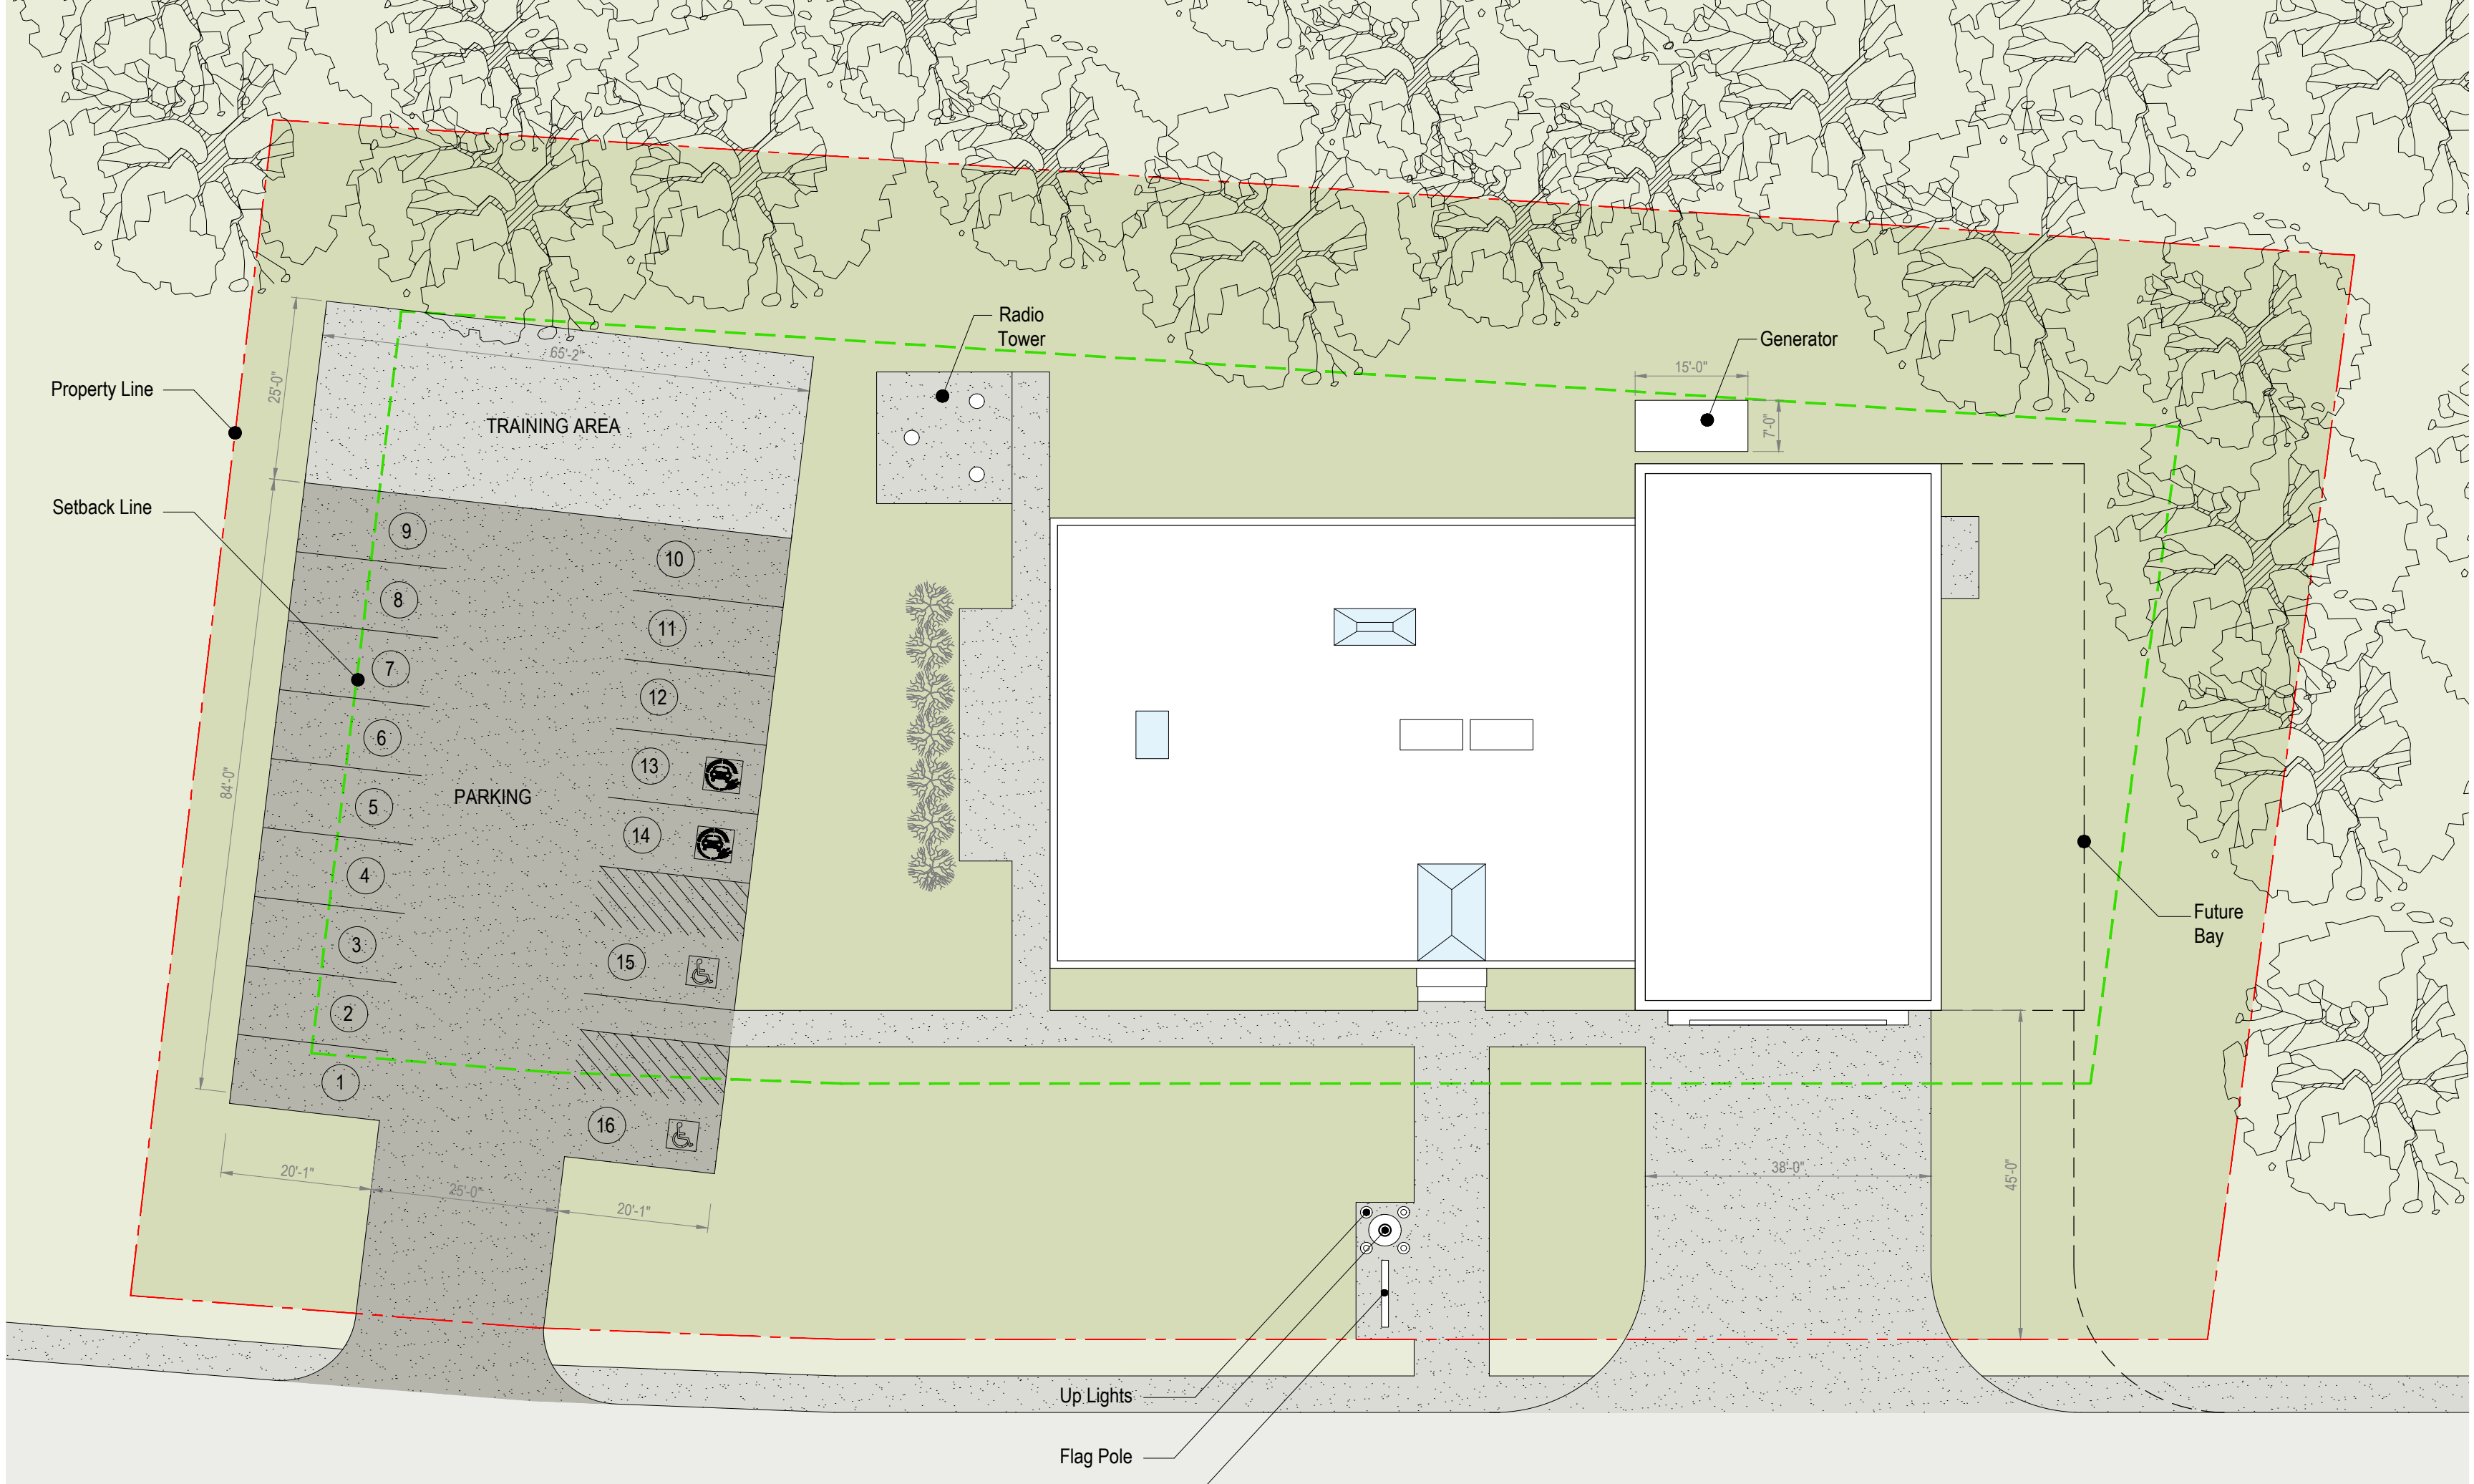 Radio
Tower
Generator
15'-0"
7'-0"
65'-2"
25'-0"
Property Line
TRAINING AREA
Setback Line
9
10
8
11
7
12
6
13
84'-0"
PARKING
5
14
4
Future
Bay
3
15
2
1
16
20'-1"
25'-0"
20'-1"
38'-0"
45'-0"
Up Lights
Flag Pole